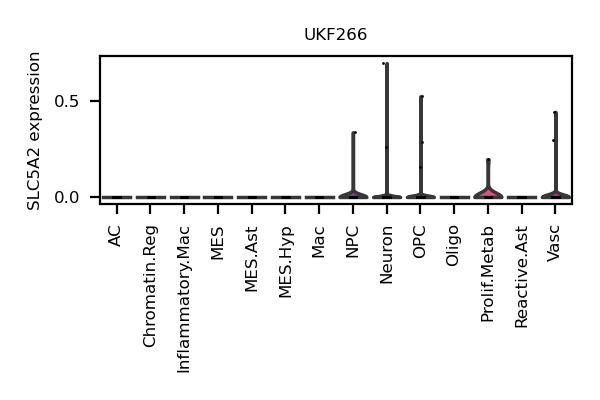 UKF266
SLC5A2 expression
0.5
0.0
AC
Chromatin.Reg
Inflammatory.Mac
MES
MES.Ast
MES.Hyp
Mac
NPC
Neuron
OPC
Oligo
Prolif.Metab
Reactive.Ast
Vasc